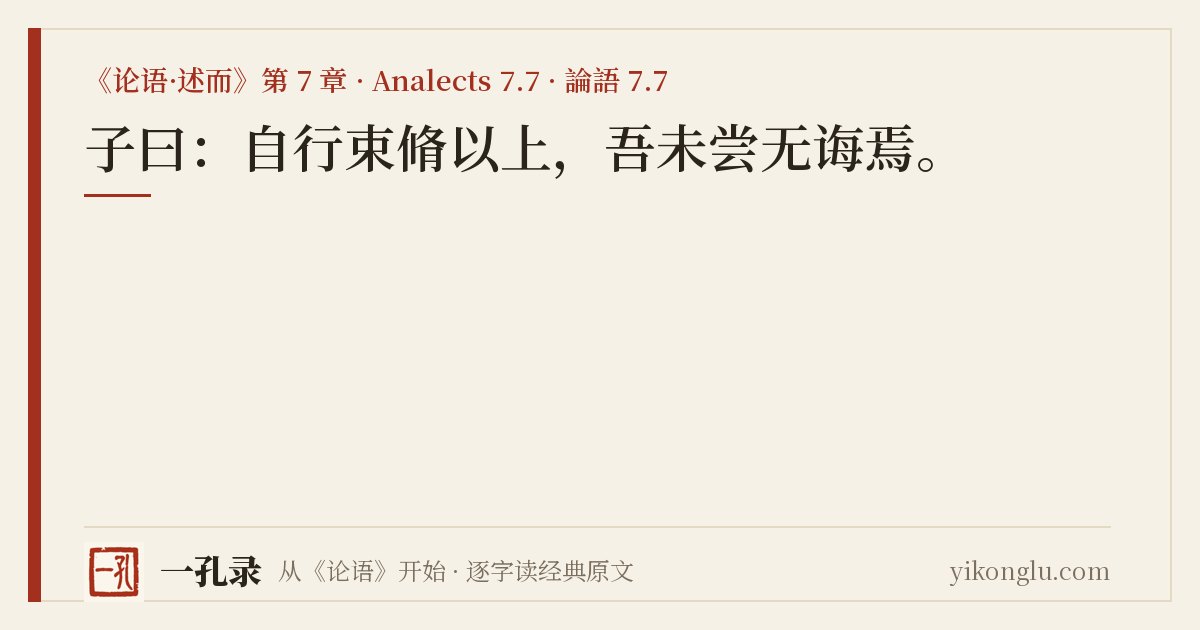 《论语·述而》第 7 章 · Analects 7.7 · 論語 7.7
子曰：自行束脩以上，吾未尝无诲焉。
一孔
一孔录 从《论语》开始 · 逐字读经典原文 yikonglu.com